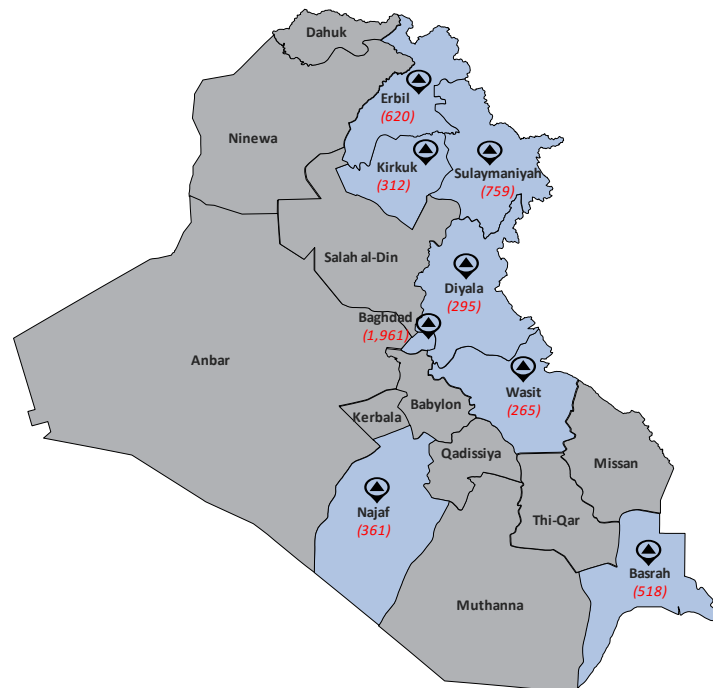 Dahuk
Erbil
(620)
Ninewa
Kirkuk
(312)
Sulaymaniyah
(759)
Salah al-Din
Diyala
(295)
Baghdad
(1,961)
Anbar
Wasit
(265)
Babylon
Kerbala
Qadissiya
Missan
Najaf
(361)
Thi-Qar
Basrah
(518)
Muthanna